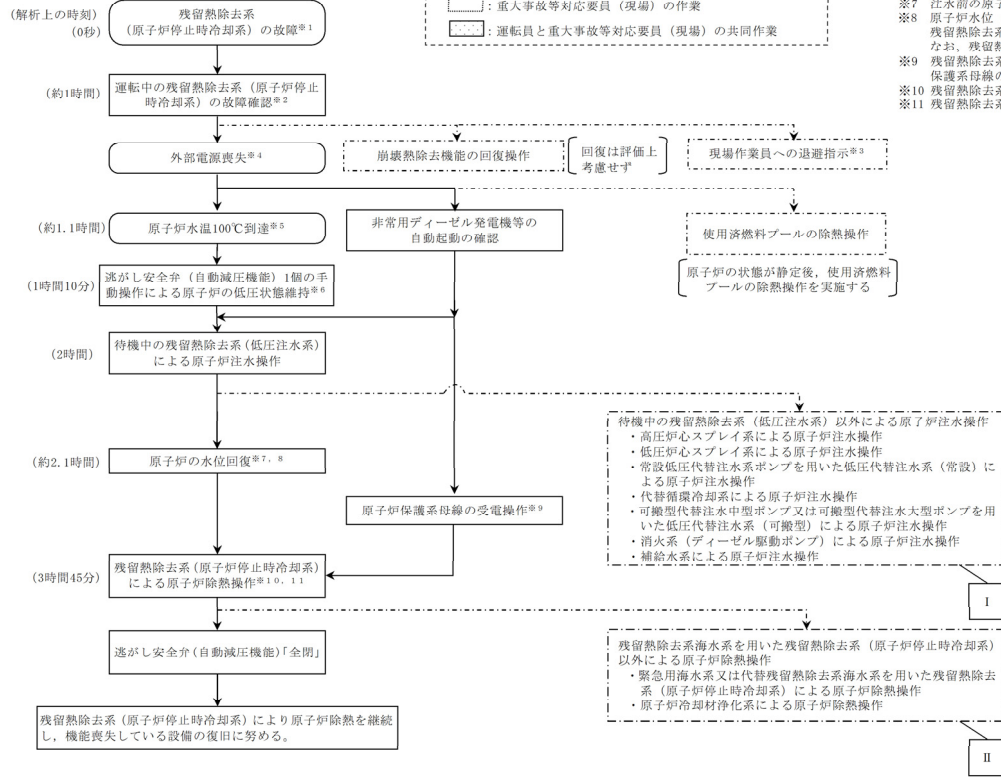 (解析上の時刻)
(0秒)
残留熱除去系
(原子炉停止時冷却系)の故障※1
:重大事故等対応要員(現場)の作業
:運転員と重大事故等対応要員(現場)の共同作業
※7 注水前の原子
※8 原子炉水位
残留熱除去系
なお、残留熱
※9 残留熱除去系
保護系母線の
※10 残留熱除去系
※11 残留熱除去系
(約1時間)
運転中の残留熱除去系(原子炉停止
時冷却系)の故障確認※2
外部電源喪失※4
崩壊熱除去機能の回復操作
回復は評価上
考慮せず
現場作業員への退避指示※3
(約1.1時間)
原子炉水温100℃到達※5
非常用ディーゼル発電機等の
自動起動の確認
使用済燃料プールの除熱操作
原子炉の状態が静定後,使用済燃料
プールの除熱操作を実施する
(1時間10分)
逃がし安全弁(自動減圧機能)1個の手
動操作による原子炉の低圧状態維持※6
(2時間)
待機中の残留熱除去系(低圧注水系)
による原子炉注水操作
待機中の残留熱除去系(低圧注水系)以外による原子炉注水操作
・高圧炉心スプレイ系による原子炉注水操作
・低圧炉心スプレイ系による原子炉注水操作
・常設低圧代替注水系ポンプを用いた低圧代替注水系(常設)に
よる原子炉注水操作
・代替循環冷却系による原子炉注水操作
・可搬型代替注水中型ポンプ又は可搬型代替注水大型ポンプを用
いた低圧代替注水系(可搬型)による原子炉注水操作
・消火系(ディーゼル駆動ポンプ)による原子炉注水操作
・補給水系による原子炉注水操作
I
(約2.1時間)
原子炉の水位回復※7,8
原子炉保護系母線の受電操作※9
(3時間45分)
残留熱除去系(原子炉停止時冷却系)
による原子炉除熱操作※10,11
逃がし安全弁(自動減圧機能)「全閉」
残留熱除去系海水系を用いた残留熱除去系(原子炉停止時冷却系)
以外による原子炉除熱操作
・緊急用海水系又は代替残留熱除去系海水系を用いた残留熱除去
系(原子炉停止時冷却系)による原子炉除熱操作
・原子炉冷却材浄化系による原子炉除熱操作
II
残留熱除去系(原子炉停止時冷却系)により原子炉除熱を継続
し,機能喪失している設備の復旧に努める。